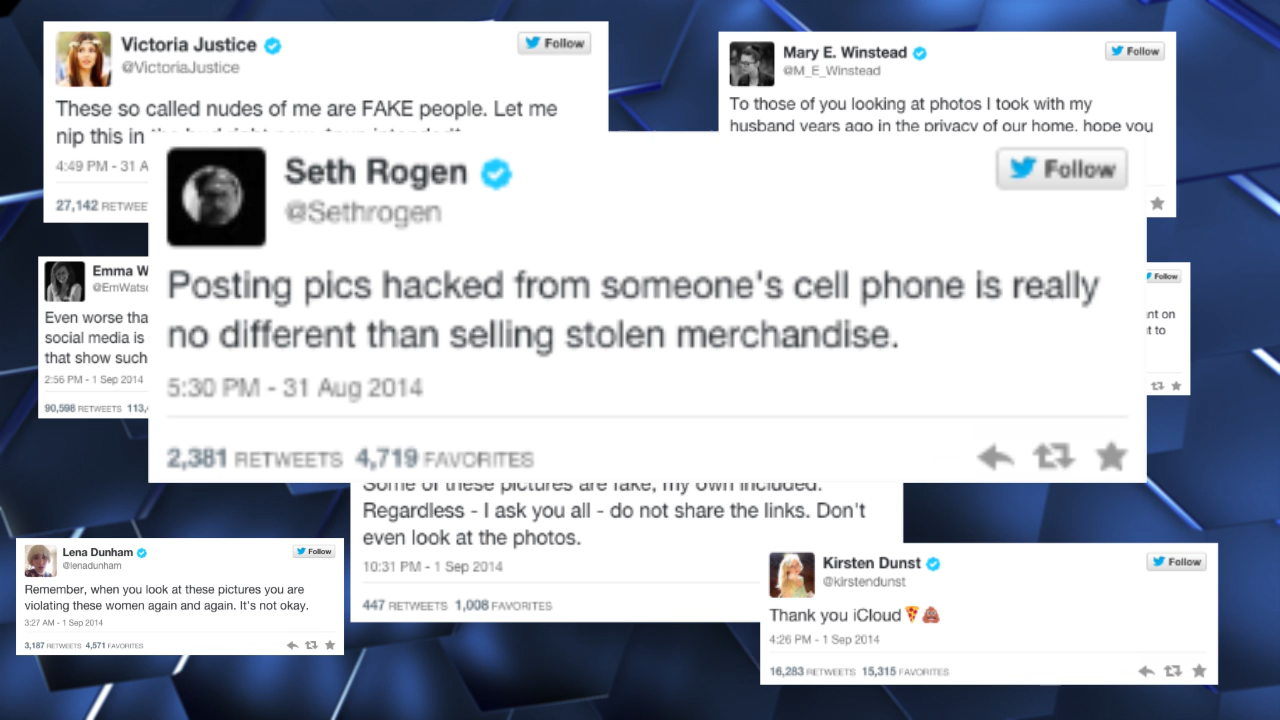 Victoria Justice
@VictoriaJustice
Follow
These so called nudes of me are FAKE people. Let me
nip this in the bud right now. *pun intended*
4:49 PM - 31 A
27,142 RETWEE
Mary E. Winstead
@M_E_Winstead
Follow
To those of you looking at photos I took with my
husband years ago in the privacy of our home, hope you
Seth Rogen
@Sethrogen
Follow
Posting pics hacked from someone's cell phone is really
no different than selling stolen merchandise.
5:30 PM - 31 Aug 2014
2,381 RETWEETS 4,719 FAVORITES
Emma W
@EmWats
Even worse tha
social media is
that show such
2:56 PM - 1 Sep 2014
90,598 RETWEETS 113,
Follow
nt on
t to
Some of these pictures are fake, my own included.
Regardless - I ask you all - do not share the links. Don't
even look at the photos.
10:31 PM - 1 Sep 2014
447 RETWEETS 1,008 FAVORITES
Lena Dunham
@lenadunham
Follow
Remember, when you look at these pictures you are
violating these women again and again. It's not okay.
3:27 AM - 1 Sep 2014
3,187 RETWEETS 4,571 FAVORITES
Kirsten Dunst
@kirstendunst
Follow
Thank you iCloud 🍕💩
4:26 PM - 1 Sep 2014
16,283 RETWEETS 15,315 FAVORITES